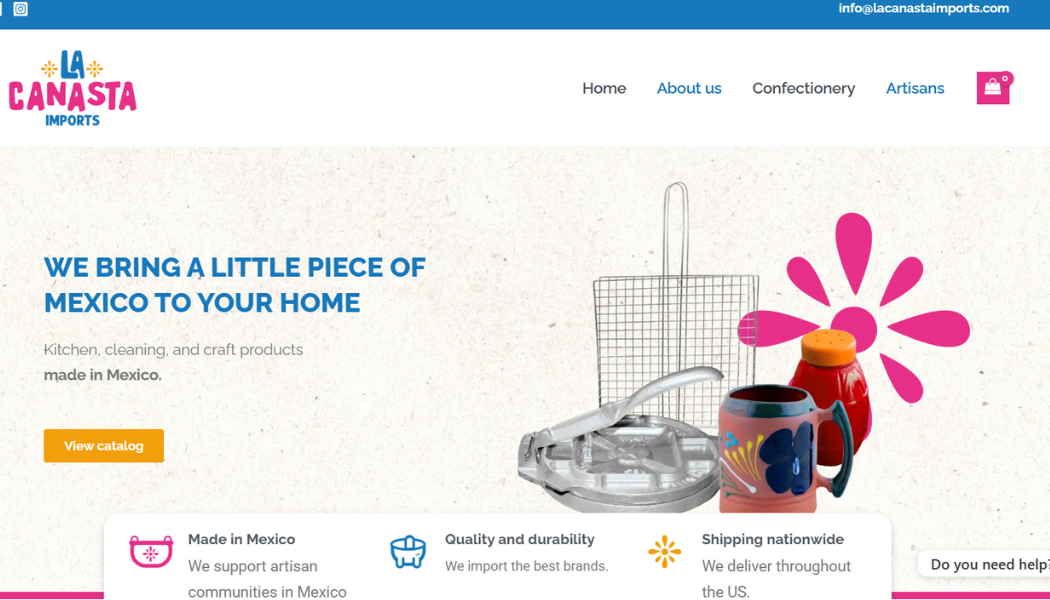 info@lacanastaimports.com
LA
CANASTA
IMPORTS
Home About us Confectionery Artisans 0
WE BRING A LITTLE PIECE OF
MEXICO TO YOUR HOME
Kitchen, cleaning, and craft products
made in Mexico.
View catalog
Made in Mexico
We support artisan
communities in Mexico
Quality and durability
We import the best brands.
Shipping nationwide
We deliver throughout
the US.
Do you need help?